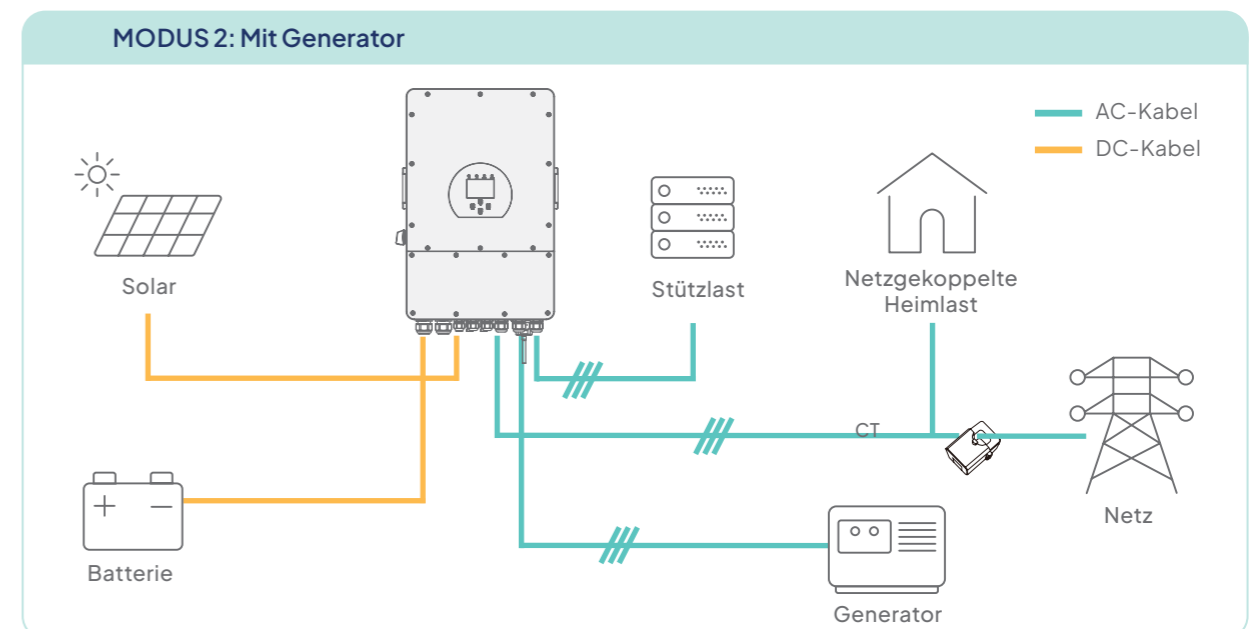 MODUS 2: Mit Generator
AC-Kabel
DC-Kabel
Solar
Stützlast
Netzgekoppelte
Heimlast
CT
Netz
Batterie
Generator